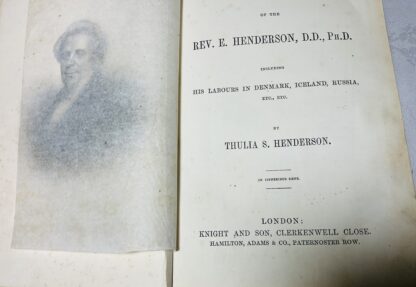 OF THE
REV. E. HENDERSON, D.D., PH.D.
INCLUDING
HIS LABOURS IN DENMARK, ICELAND, RUSSIA,
ETC., ETC.
BY
THULIA S. HENDERSON.
LONDON:
KNIGHT AND SON, CLERKENWELL CLOSE.
HAMILTON, ADAMS & CO., PATERNOSTER ROW.